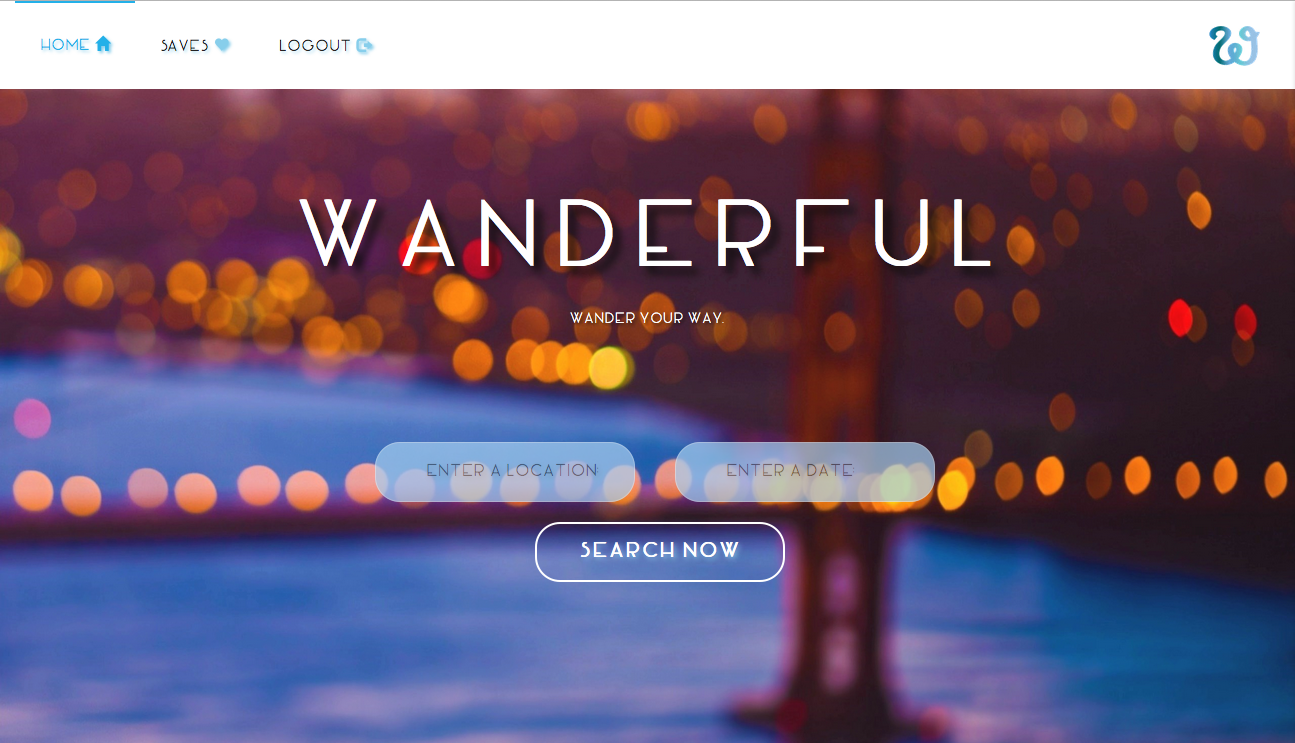 HOME
SAVES
LOGOUT
W
WANDERFUL
WANDER YOUR WAY.
ENTER A LOCATION
ENTER A DATE
SEARCH NOW